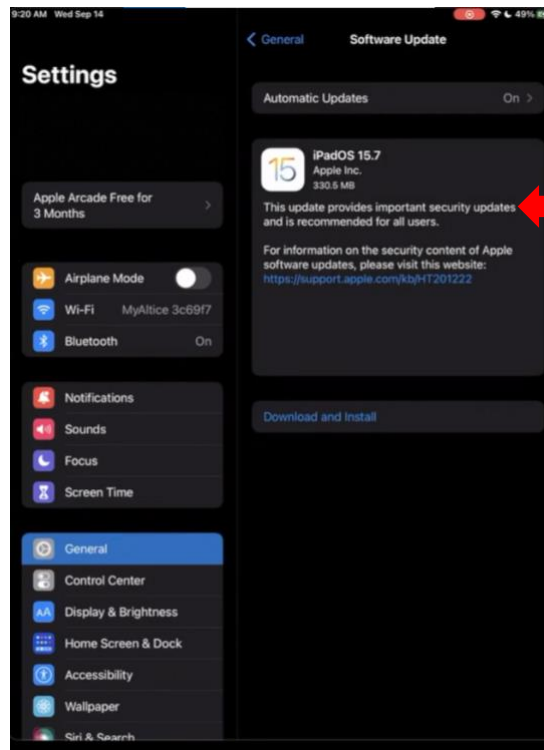 9:20 AM Wed Sep 14
49%
Settings
Apple Arcade Free for
3 Months
Airplane Mode
Wi-Fi MyAltice 3c69f7
Bluetooth On
Notifications
Sounds
Focus
Screen Time
General
Control Center
AA Display & Brightness
Home Screen & Dock
Accessibility
Wallpaper
Siri & Search
General Software Update
Automatic Updates On
15
iPadOS 15.7
Apple Inc.
330.5 MB
This update provides important security updates
and is recommended for all users.
For information on the security content of Apple
software updates, please visit this website:
https://support.apple.com/kb/HT201222
Download and Install